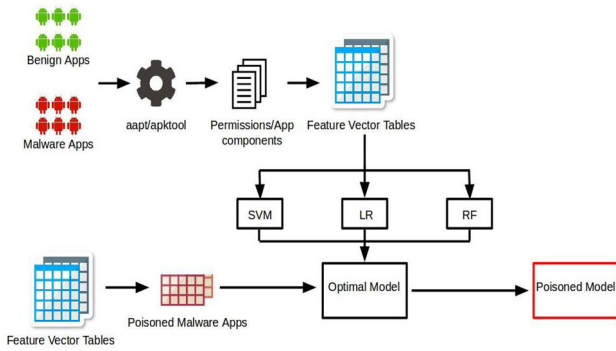 Benign Apps
Malware Apps
aapt/apktool
Permissions/App
components
Feature Vector Tables
SVM
LR
RF
Feature Vector Tables
Poisoned Malware Apps
Optimal Model
Poisoned Model